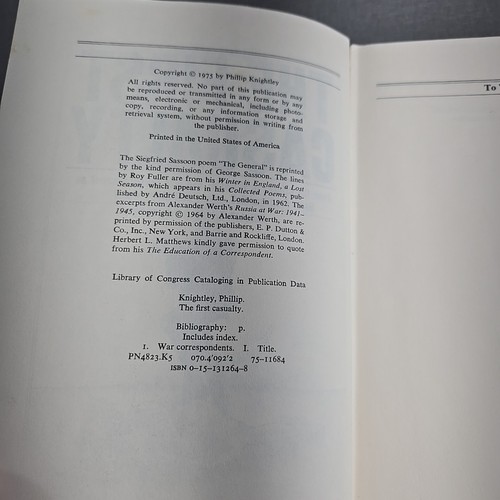 Copyright © 1975 by Phillip Knightley
All rights reserved. No part of this publication may
be reproduced or transmitted in any form or by any
means, electronic or mechanical, including photo-
copy, recording, or any information storage and
retrieval system, without permission in writing from
the publisher.
Printed in the United States of America
The Siegfried Sassoon poem "The General" is reprinted
by the kind permission of George Sassoon. The lines
by Roy Fuller are from his Winter in England, a Lost
Season, which appears in his Collected Poems, pub-
lished by André Deutsch, Ltd., London, in 1962. The
excerpts from Alexander Werth's Russia at War: 1941–
1945, copyright © 1964 by Alexander Werth, are re-
printed by permission of the publishers, E. P. Dutton &
Co., Inc., New York, and Barrie and Rockliffe, London.
Herbert L. Matthews kindly gave permission to quote
from his The Education of a Correspondent.
Library of Congress Cataloging in Publication Data
Knightley, Phillip.
The first casualty.
Bibliography: p.
Includes index.
1. War correspondents. I. Title.
PN4823.K5 070.4'092'2 75-11684
ISBN 0-15-131264-8
To